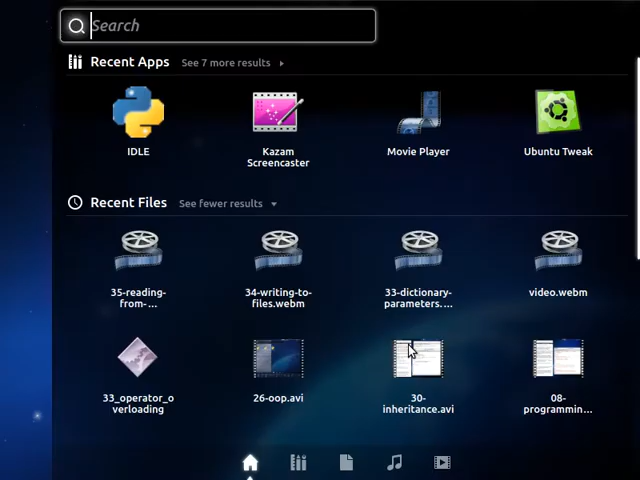 Search
Recent Apps See 7 more results
IDLE
Kazam
Screencaster
Movie Player
Ubuntu Tweak
Recent Files See fewer results
35-reading-
from-...
34-writing-to-
files.webm
33-dictionary-
parameters....
video.webm
33_operator_o
verloading
26-oop.avi
30-
inheritance.avi
08-
programmin...